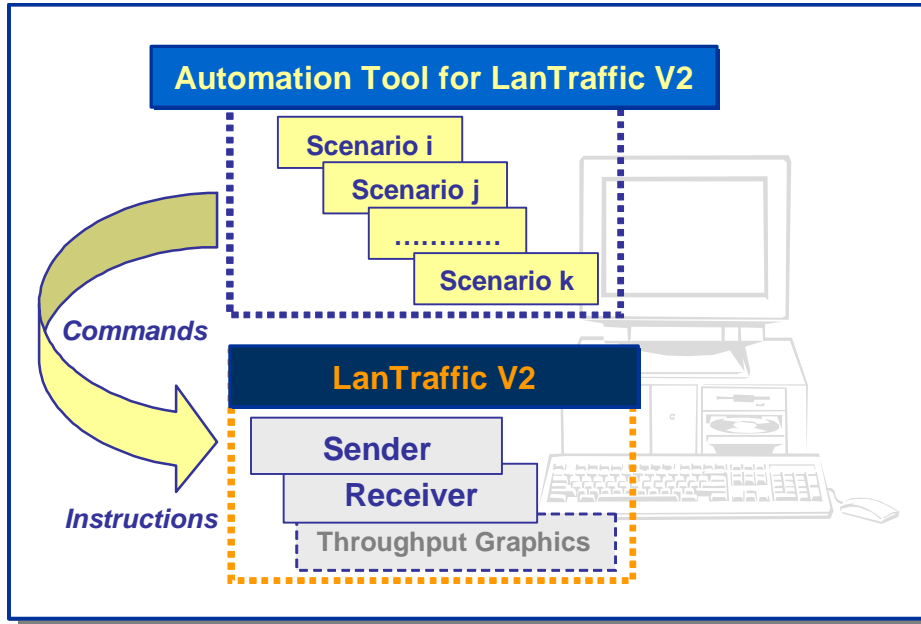 Automation Tool for LanTraffic V2
Scenario i
Scenario j
............
Scenario k
Commands
LanTraffic V2
Sender
Receiver
Instructions
Throughput Graphics